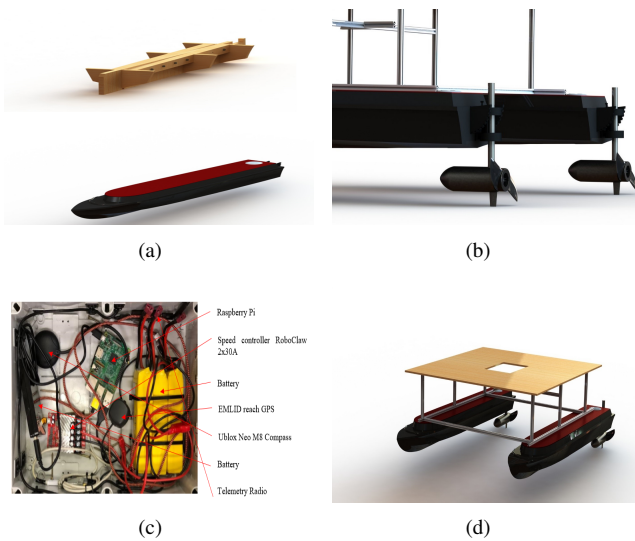 (a)
(b)
Raspberry Pi
Speed controller RoboClaw
2x30A
Battery
EMLID reach GPS
Ublox Neo M8 Compass
Battery
Telemetry Radio
(c)
(d)